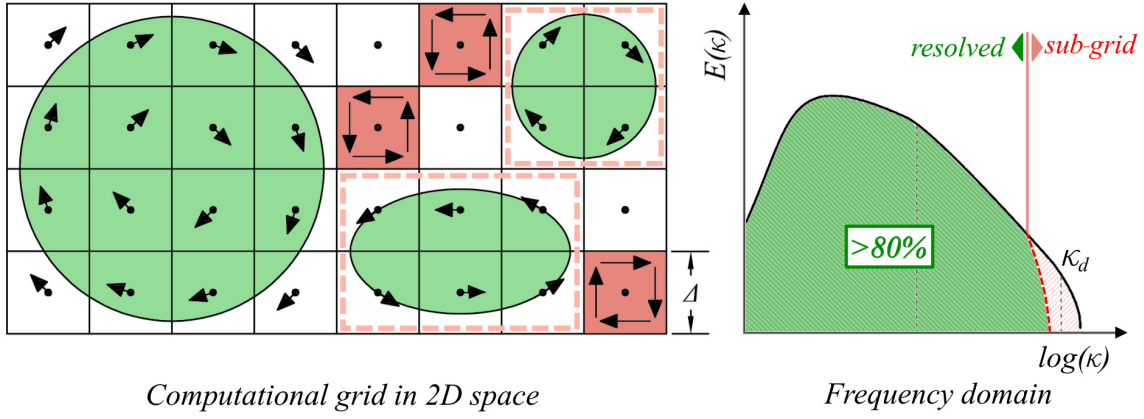 Δ
Computational grid in 2D space
E(κ)
resolved
sub-grid
>80%
κd
log(κ)
Frequency domain